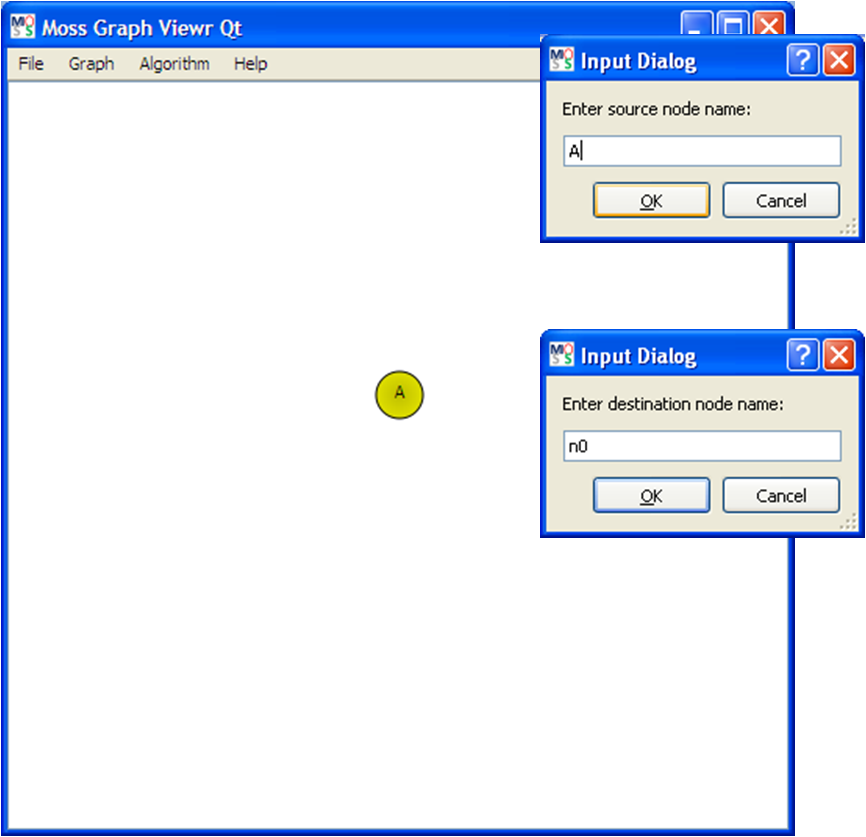 Moss Graph Viewr Qt
File Graph Algorithm Help
Input Dialog
Enter source node name:
A
OK Cancel
A
Input Dialog
Enter destination node name:
n0
OK Cancel